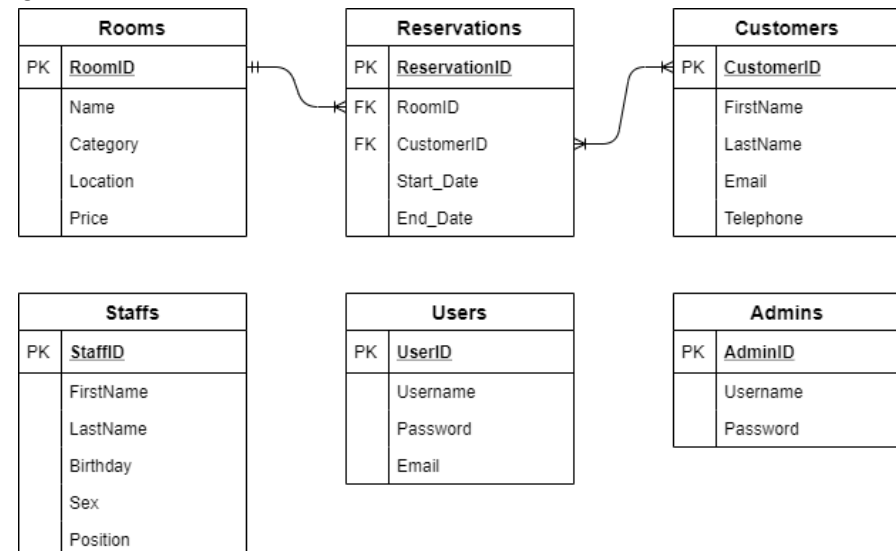 Rooms
PK RoomID
Name
Category
Location
Price
Reservations
PK ReservationID
FK RoomID
FK CustomerID
Start_Date
End_Date
Customers
PK CustomerID
FirstName
LastName
Email
Telephone
Staffs
PK StaffID
FirstName
LastName
Birthday
Sex
Position
Users
PK UserID
Username
Password
Email
Admins
PK AdminID
Username
Password